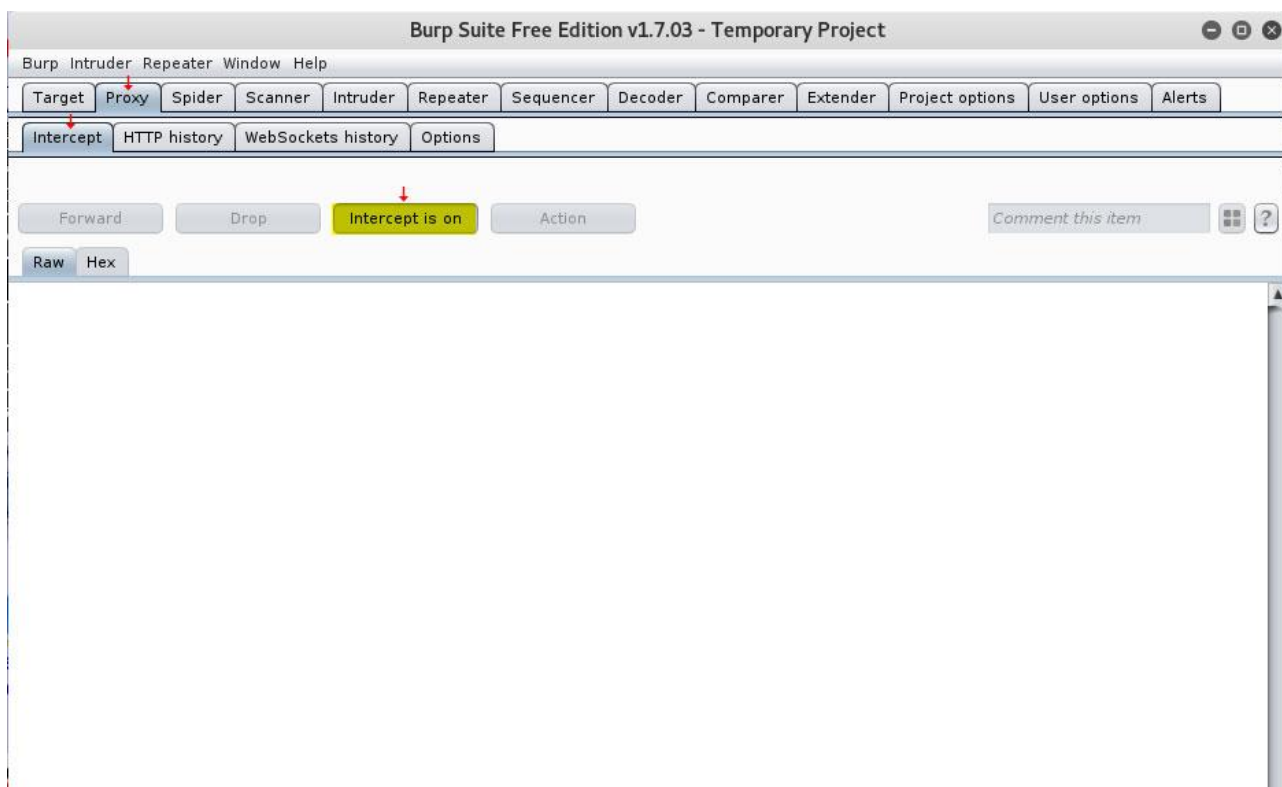 Burp Suite Free Edition v1.7.03 - Temporary Project
Burp Intruder Repeater Window Help
Target Proxy Spider Scanner Intruder Repeater Sequencer Decoder Comparer Extender Project options User options Alerts
Intercept HTTP history WebSockets history Options
Forward Drop Intercept is on Action Comment this item ?
Raw Hex